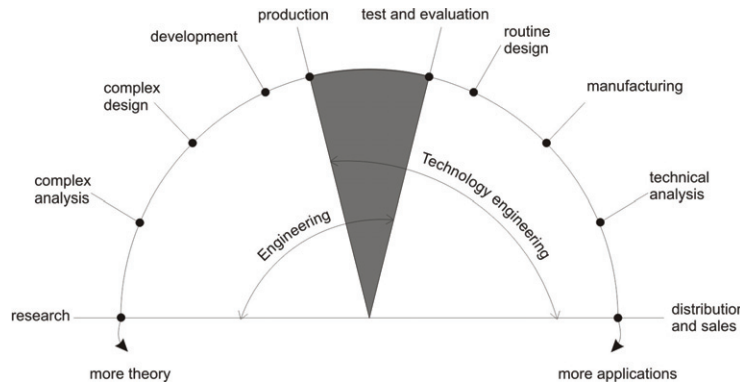 production
test and evaluation
development
routine
design
complex
design
manufacturing
complex
analysis
technical
analysis
Engineering
Technology engineering
research
distribution
and sales
more theory
more applications